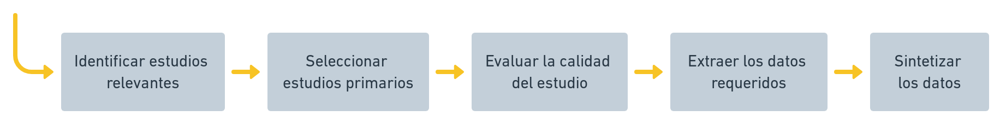 Identificar estudios
relevantes
Seleccionar
estudios primarios
Evaluar la calidad
del estudio
Extraer los datos
requeridos
Sintetizar
los datos